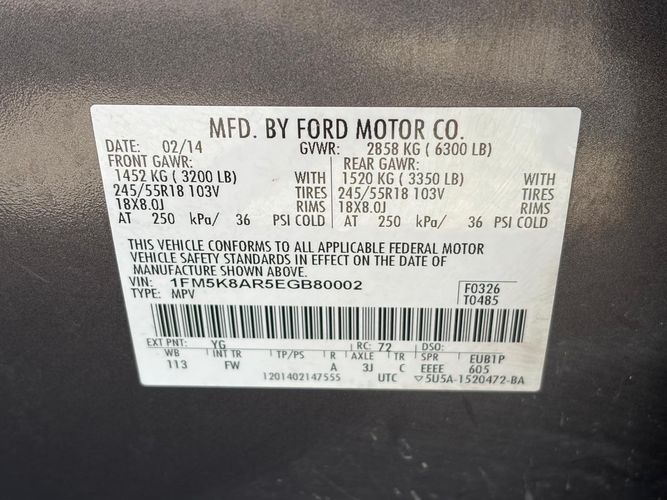 MFD. BY FORD MOTOR CO.
DATE: 02/14 GVWR: 2858 KG ( 6300 LB)
FRONT GAWR: REAR GAWR:
1452 KG ( 3200 LB) WITH 1520 KG ( 3350 LB) WITH
245/55R18 103V TIRES 245/55R18 103V TIRES
18X8.0J RIMS 18X8.0J RIMS
AT 250 kPa/ 36 PSI COLD AT 250 kPa/ 36 PSI COLD
THIS VEHICLE CONFORMS TO ALL APPLICABLE FEDERAL MOTOR
VEHICLE SAFETY STANDARDS IN EFFECT ON THE DATE OF
MANUFACTURE SHOWN ABOVE.
VIN: 1FM5K8AR5EGB80002 F0326
TYPE: MPV T0485
EXT PNT: YG RC: 72 DSO:
WB INT TR TP/PS R AXLE TR SPR EUB1P
113 FW A 3J C EEEE 605
1201402147555 UTC ▽5U5A-1520472-BA